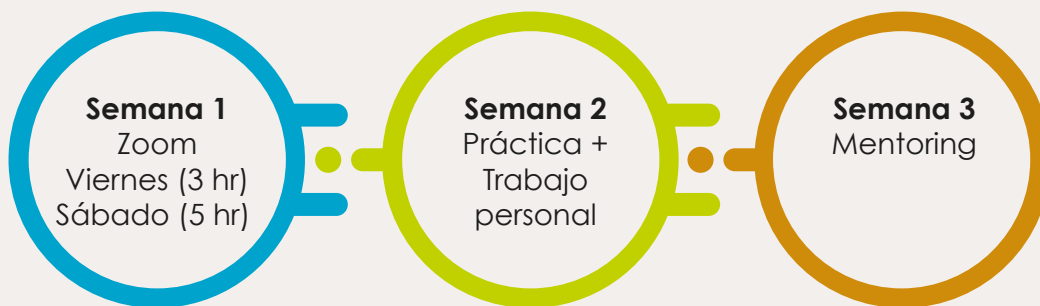 Semana 1
Zoom
Viernes (3 hr)
Sábado (5 hr)
Semana 2
Práctica +
Trabajo
personal
Semana 3
Mentoring